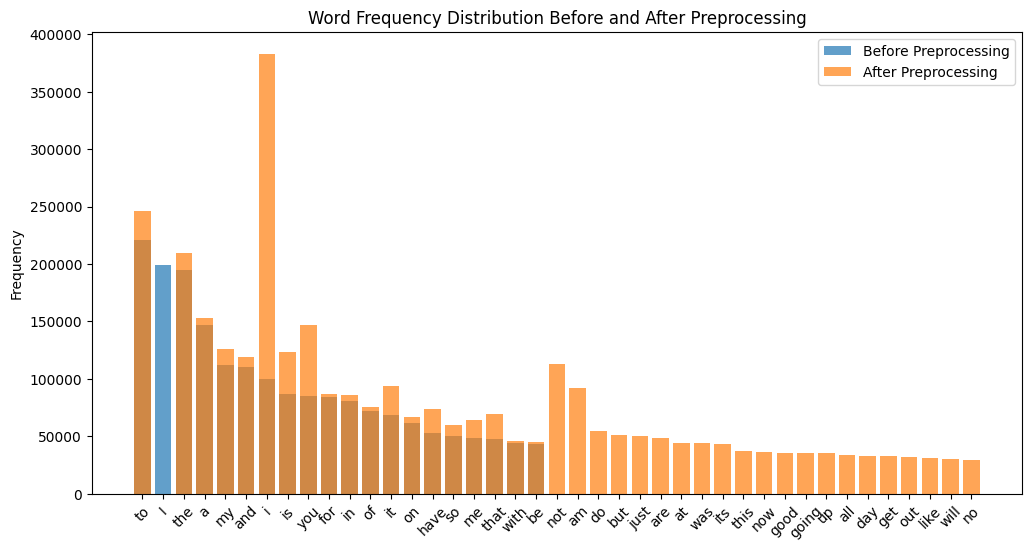 Word Frequency Distribution Before and After Preprocessing
Before Preprocessing
After Preprocessing
Frequency
400000
350000
300000
250000
200000
150000
100000
50000
0
to I the a my and i is you for in of it on have so me that with be not am do but just are at was its this now good going up all day get out like will no